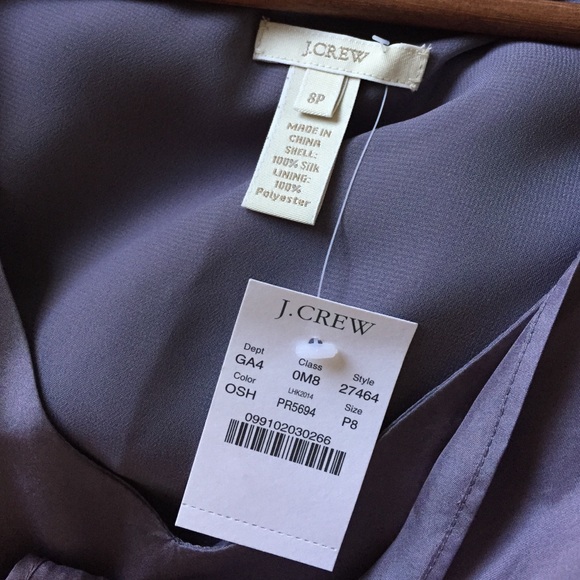 J.CREW
8P
MADE IN
CHINA
SHELL:
100% Silk
LINING:
100%
Polyester
J.CREW
Dept Class Style
GA4 0M8 27464
Color LHK2014 Size
OSH PR5694 P8
099102030266